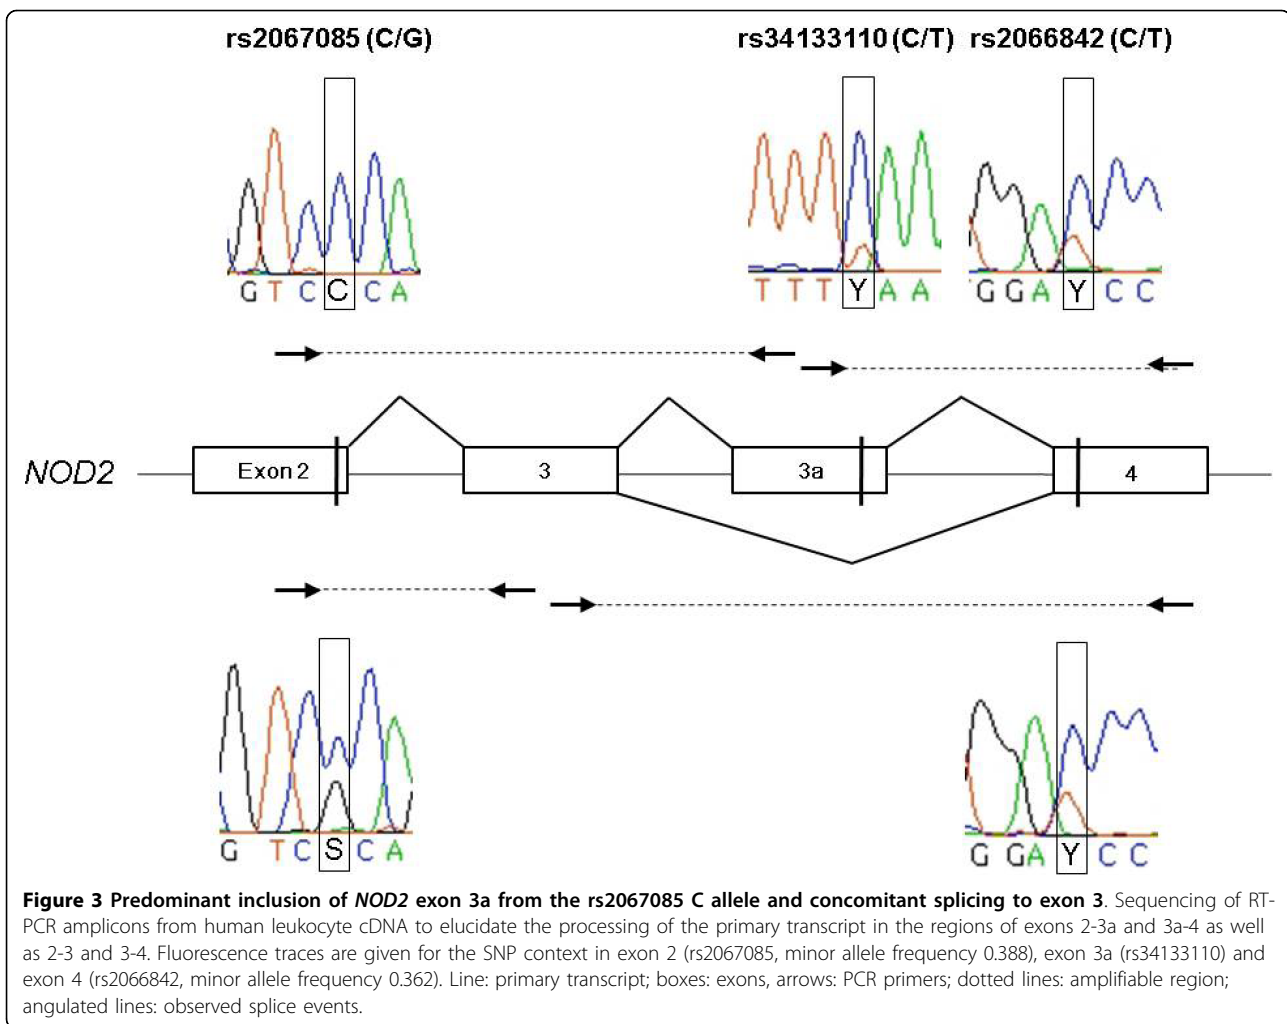 rs2067085 (C/G)
rs34133110 (C/T) rs2066842 (C/T)
G T C C C A
T T T Y A A
G G A Y C C
NOD2
Exon 2
3
3a
4
G T C S C A
G G A Y C C
Figure 3 Predominant inclusion of NOD2 exon 3a from the rs2067085 C allele and concomitant splicing to exon 3. Sequencing of RT-
PCR amplicons from human leukocyte cDNA to elucidate the processing of the primary transcript in the regions of exons 2-3a and 3a-4 as well
as 2-3 and 3-4. Fluorescence traces are given for the SNP context in exon 2 (rs2067085, minor allele frequency 0.388), exon 3a (rs34133110) and
exon 4 (rs2066842, minor allele frequency 0.362). Line: primary transcript; boxes: exons, arrows: PCR primers; dotted lines: amplifiable region;
angulated lines: observed splice events.